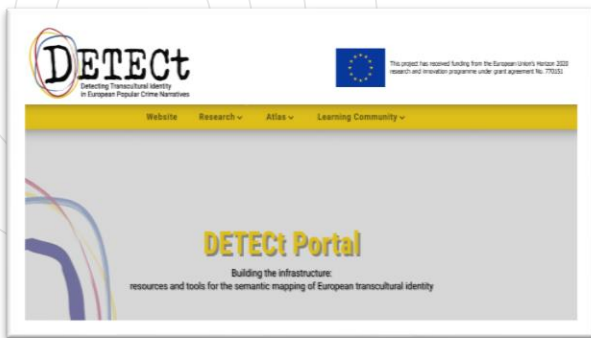 DETECt
Detecting Transcultural Identity
in European Popular Crime Narratives
This project has received funding from the European Union's Horizon 2020
research and innovation programme under grant agreement No. 770151
Website Research Atlas Learning Community
DETECt Portal
Building the infrastructure:
resources and tools for the semantic mapping of European transcultural identity